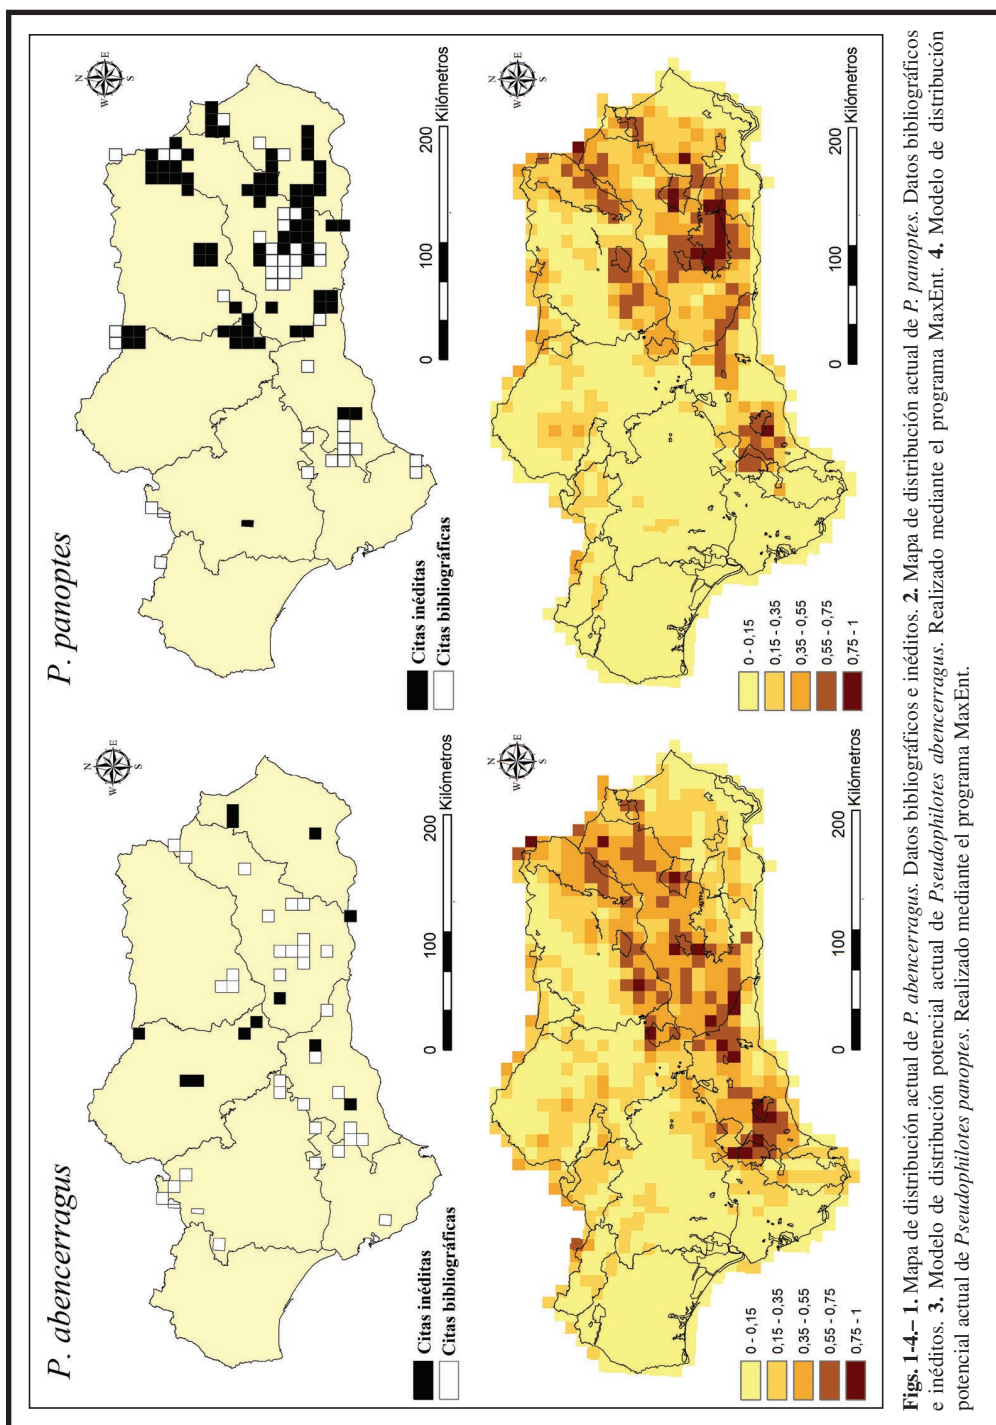 P. abencerragus
N
E
S
W
Citas inéditas
Citas bibliográficas
0 100 200
Kilómetros
P. panoptes
N
E
S
W
Citas inéditas
Citas bibliográficas
0 100 200
Kilómetros
N
E
S
W
0 - 0,15
0,15 - 0,35
0,35 - 0,55
0,55 - 0,75
0,75 - 1
0 100 200
Kilómetros
N
E
S
W
0 - 0,15
0,15 - 0,35
0,35 - 0,55
0,55 - 0,75
0,75 - 1
0 100 200
Kilómetros
Figs. 1-4.– 1. Mapa de distribución actual de P. abencerragus. Datos bibliográficos e inéditos. 2. Mapa de distribución actual de P. panoptes. Datos bibliográficos
e inéditos. 3. Modelo de distribución potencial actual de Pseudophilotes abencerragus. Realizado mediante el programa MaxEnt. 4. Modelo de distribución
potencial actual de Pseudophilotes panoptes. Realizado mediante el programa MaxEnt.